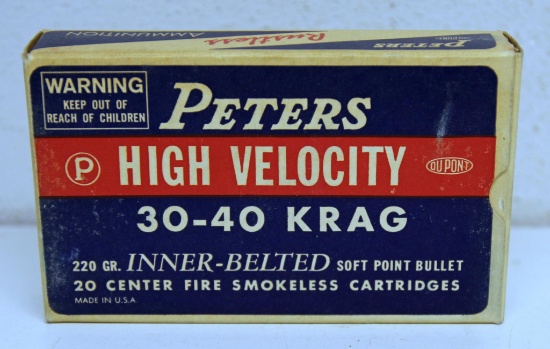 PETERS
Rustless
AMMUNITION
WARNING
KEEP OUT OF
REACH OF CHILDREN
PETERS
P
HIGH VELOCITY
DU PONT
30-40 KRAG
220 GR. INNER-BELTED SOFT POINT BULLET
20 CENTER FIRE SMOKELESS CARTRIDGES
MADE IN U.S.A.